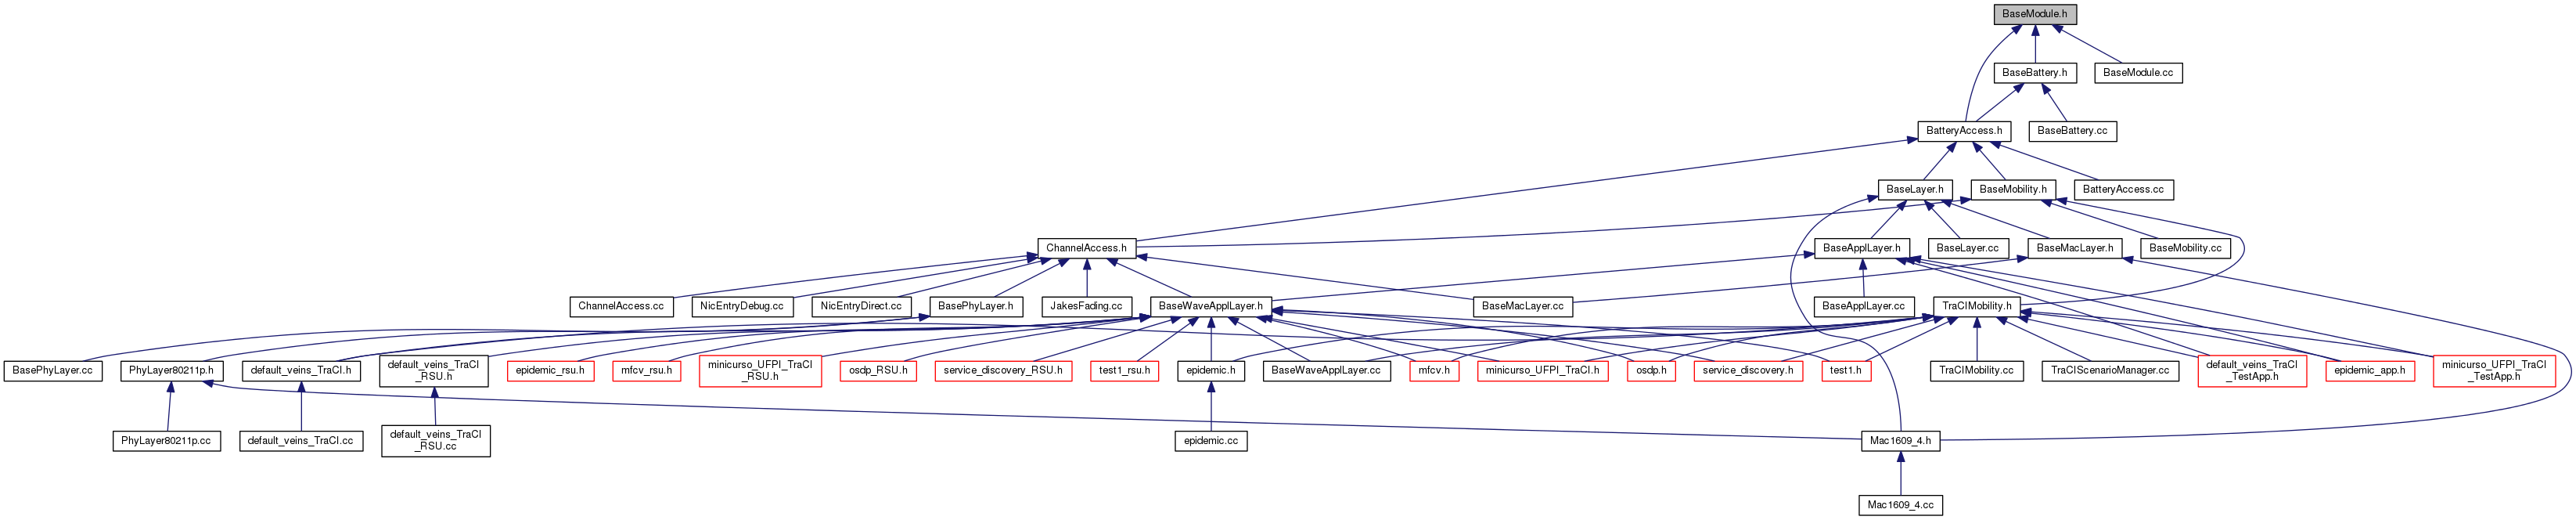 BaseModule.h
BaseBattery.h
BaseModule.cc
BatteryAccess.h
BaseBattery.cc
BaseLayer.h
BaseMobility.h
BatteryAccess.cc
ChannelAccess.h
BaseApplLayer.h
BaseLayer.cc
BaseMacLayer.h
BaseMobility.cc
ChannelAccess.cc
NicEntryDebug.cc
NicEntryDirect.cc
BasePhyLayer.h
JakesFading.cc
BaseWaveApplLayer.h
BaseMacLayer.cc
BaseApplLayer.cc
TraCIMobility.h
BasePhyLayer.cc
PhyLayer80211p.h
default_veins_TraCI.h
default_veins_TraCI
_RSU.h
epidemic_rsu.h
mfcv_rsu.h
minicurso_UFPI_TraCI
_RSU.h
osdp_RSU.h
service_discovery_RSU.h
test1_rsu.h
epidemic.h
BaseWaveApplLayer.cc
mfcv.h
minicurso_UFPI_TraCI.h
osdp.h
service_discovery.h
test1.h
TraCIMobility.cc
TraCIScenarioManager.cc
default_veins_TraCI
_TestApp.h
epidemic_app.h
minicurso_UFPI_TraCI
_TestApp.h
PhyLayer80211p.cc
default_veins_TraCI.cc
default_veins_TraCI
_RSU.cc
epidemic.cc
Mac1609_4.h
Mac1609_4.cc